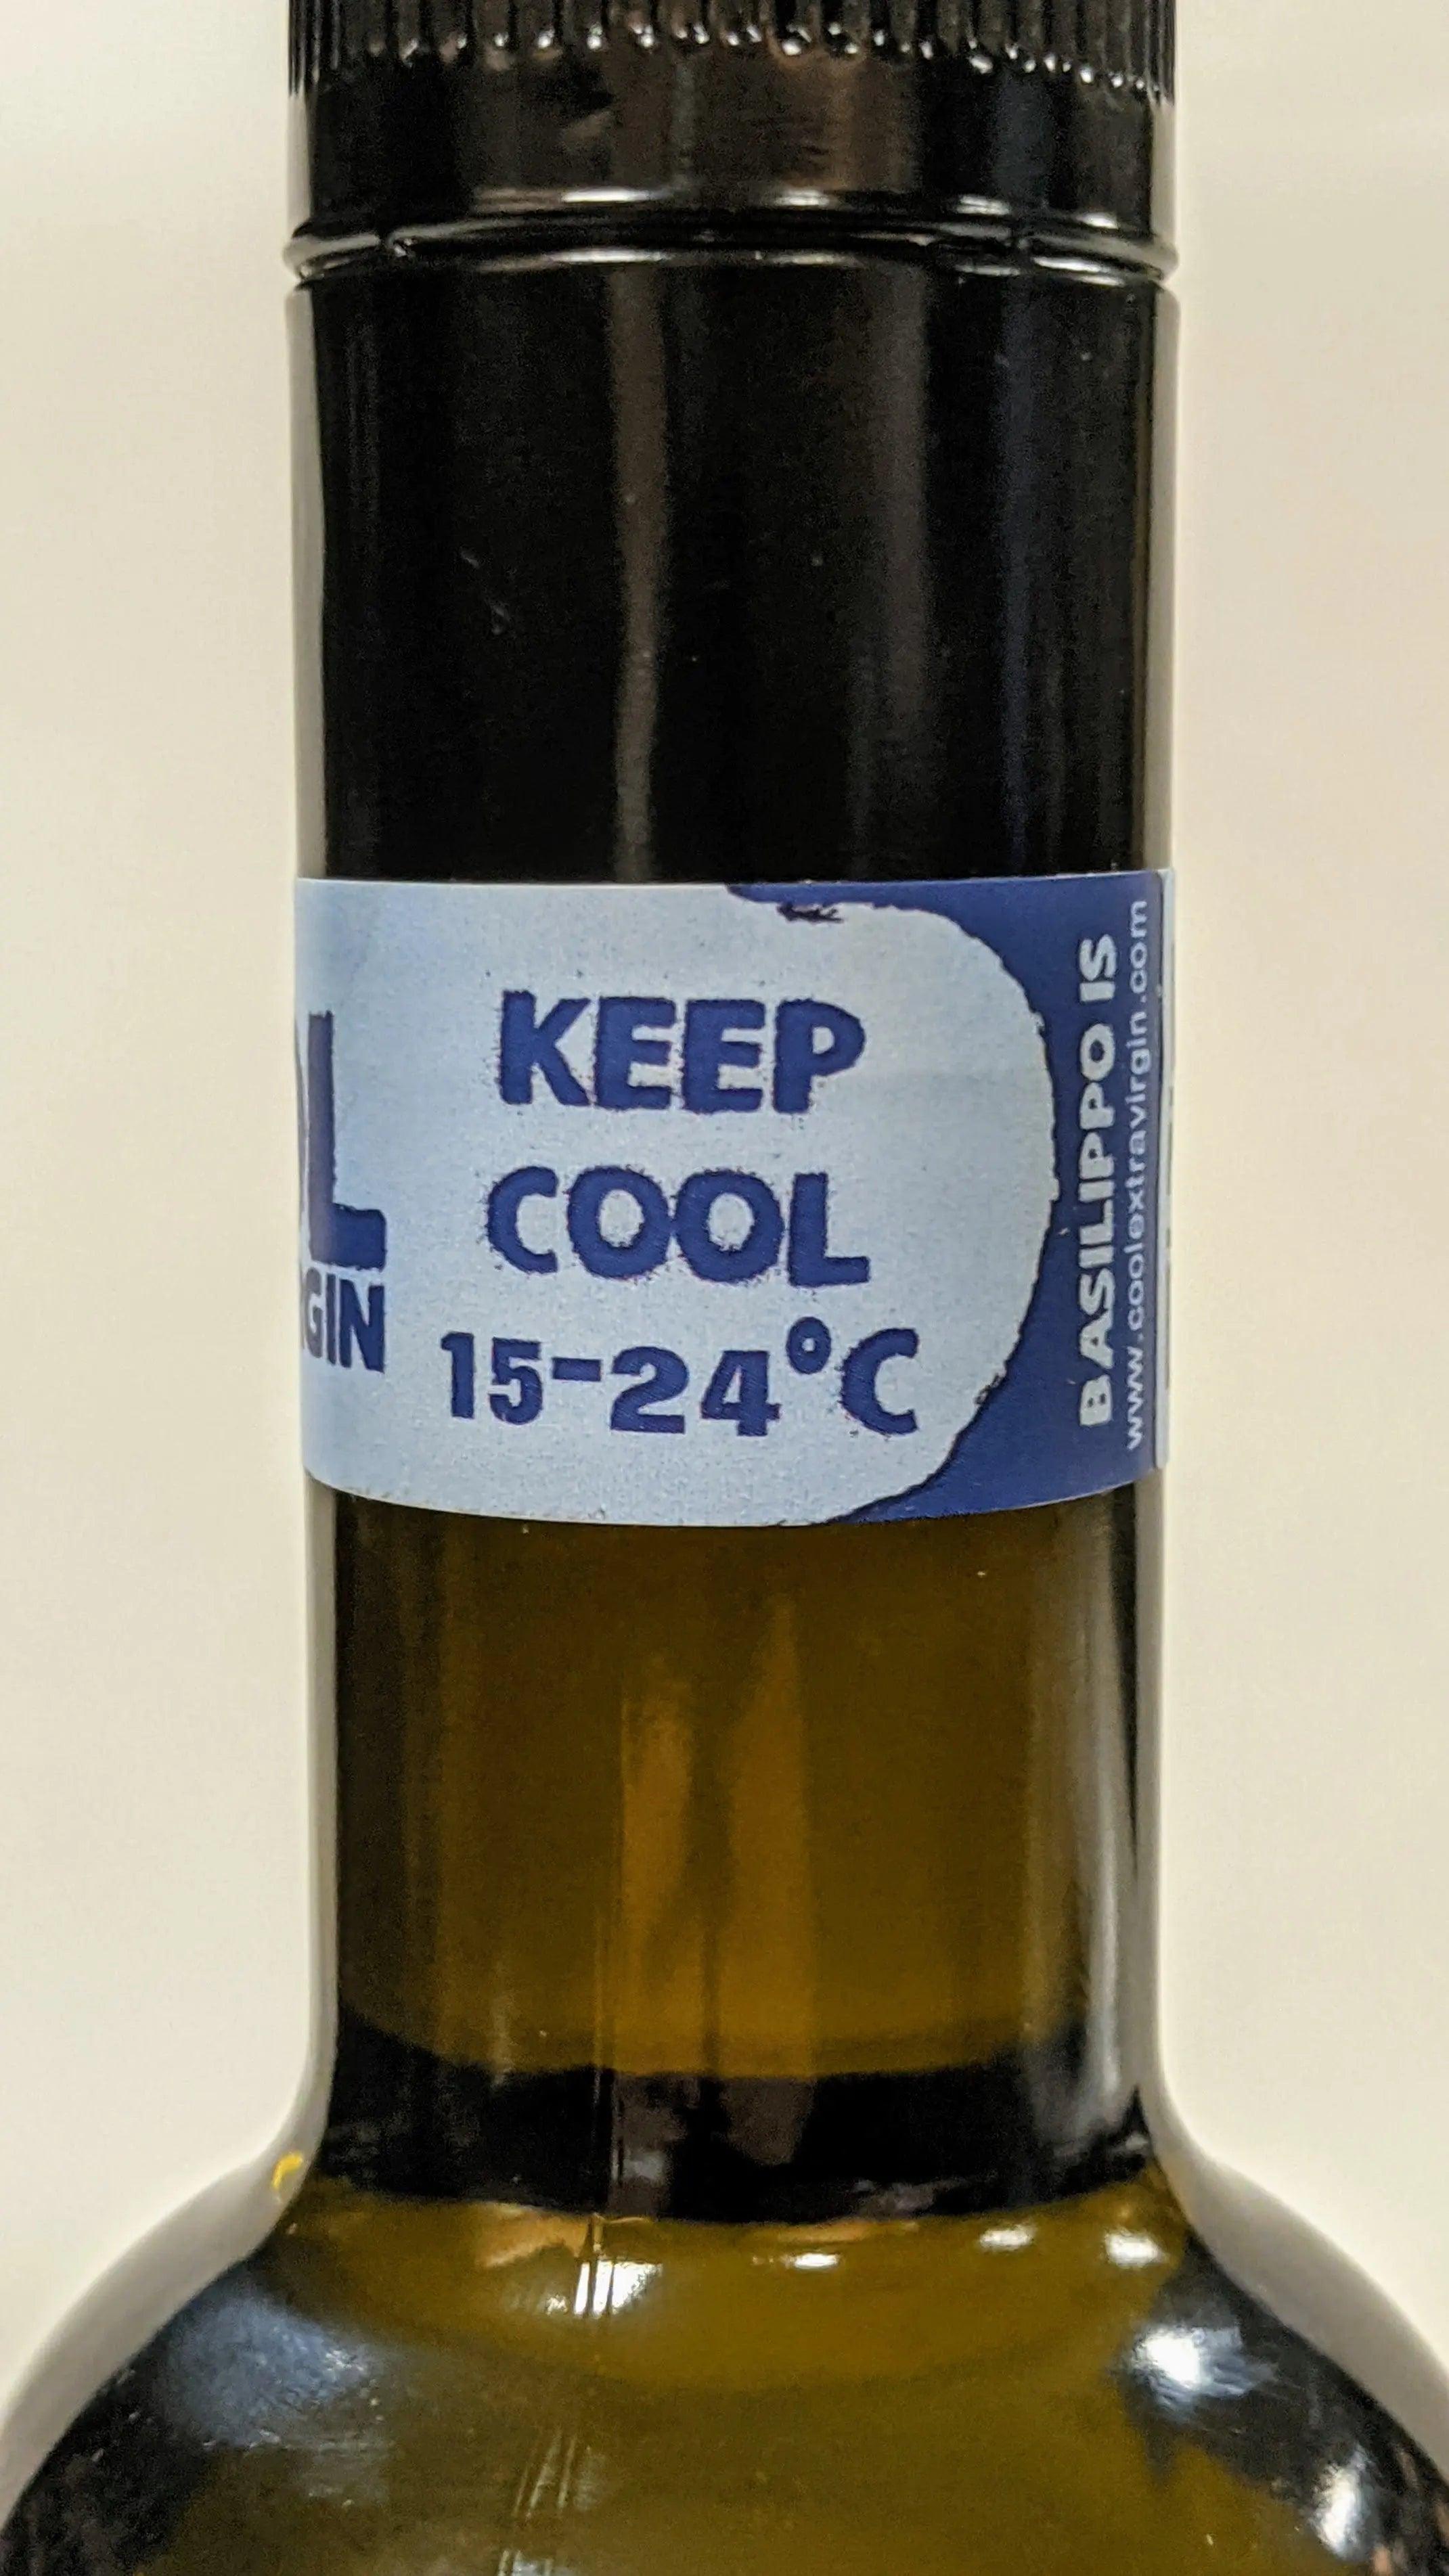 KEEP
COOL
15-24°C
BASILIPPO IS
www.coolextravirgin.com